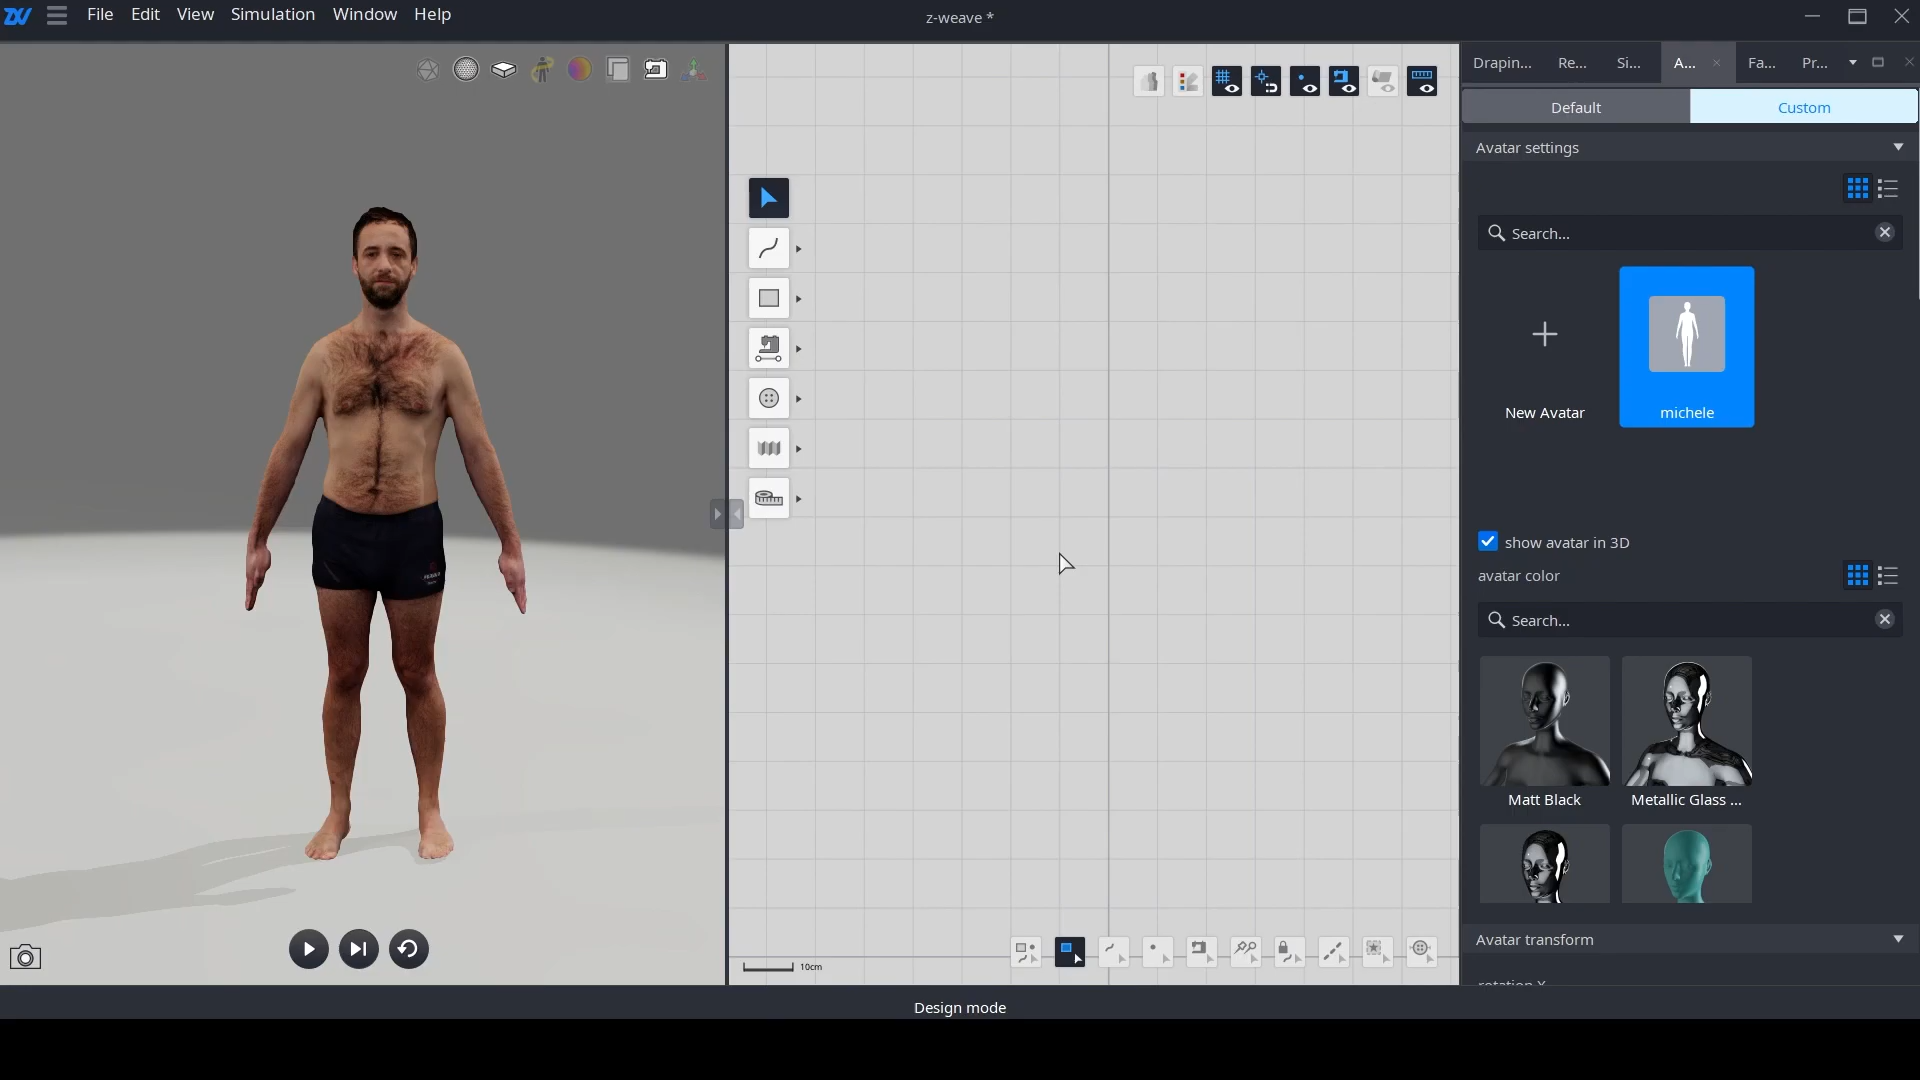 File Edit View Simulation Window Help
z-weave *
Drapin... Re... Si... A... Fa... Pr...
Default Custom
Avatar settings
Search...
New Avatar michele
show avatar in 3D
avatar color
Search...
Matt Black Metallic Glass ...
Avatar transform
rotation X
10cm
Design mode